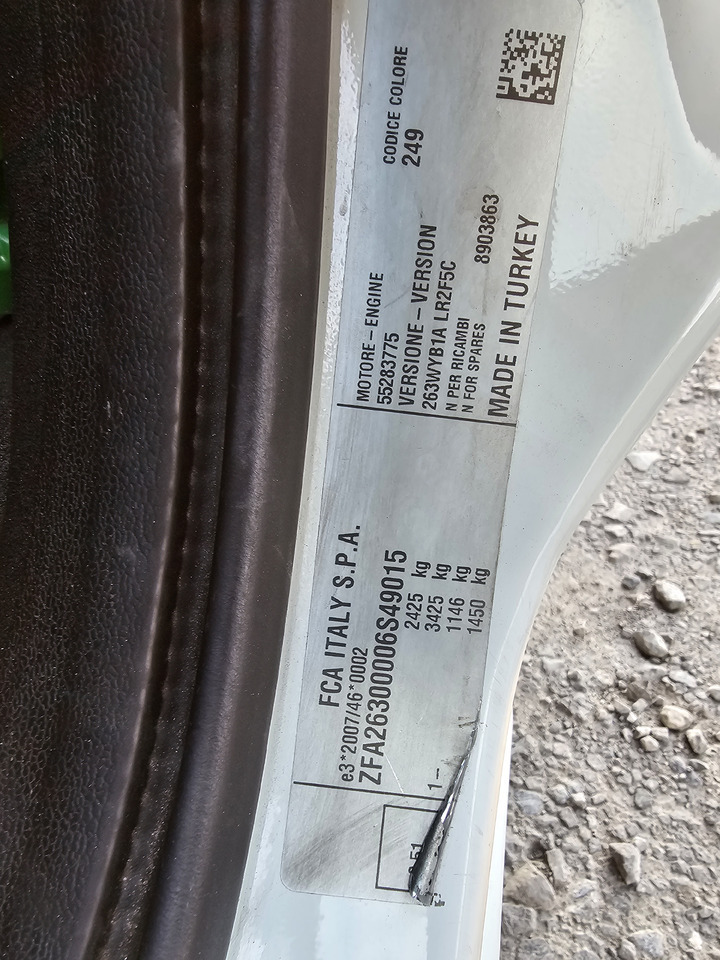 FCA ITALY S.P.A.
e3*2007/46*0002
ZFA26300006S49015
2425 kg
3425 kg
1- 1146 kg
1450 kg
MOTORE – ENGINE
55283775
CODICE COLORE
249
VERSIONE – VERSION
263WYB1A LR2F5C
N PER RICAMBI
N FOR SPARES 8903863
MADE IN TURKEY